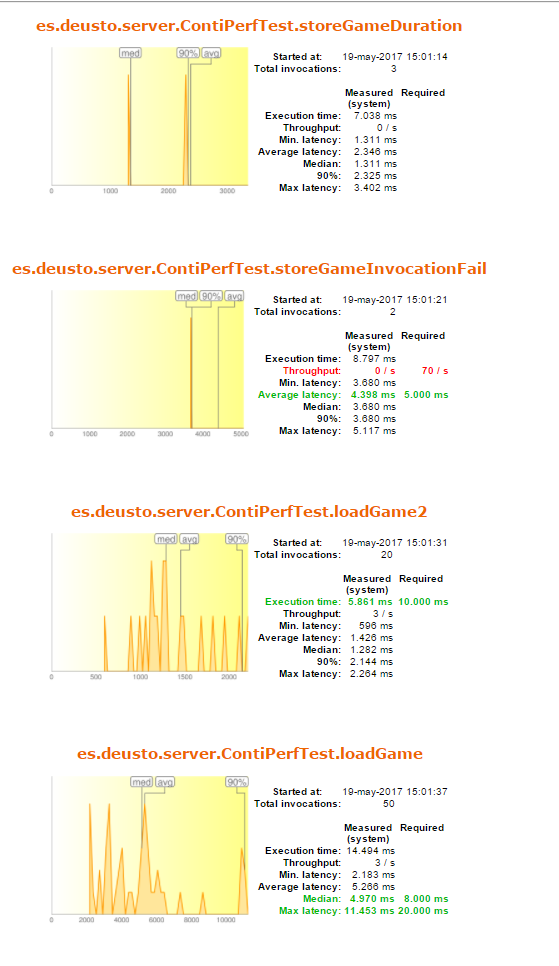 es.deusto.server.ContiPerfTest.storeGameDuration
med 90% avg
0 1000 2000 3000
Started at: 19-may-2017 15:01:14
Total invocations: 3
Measured Required
(system)
Execution time: 7.038 ms
Throughput: 0 / s
Min. latency: 1.311 ms
Average latency: 2.346 ms
Median: 1.311 ms
90%: 2.325 ms
Max latency: 3.402 ms
es.deusto.server.ContiPerfTest.storeGameInvocationFail
med 90% avg
0 1000 2000 3000 4000 5000
Started at: 19-may-2017 15:01:21
Total invocations: 2
Measured Required
(system)
Execution time: 8.797 ms
Throughput: 0 / s 70 / s
Min. latency: 3.680 ms
Average latency: 4.398 ms 5.000 ms
Median: 3.680 ms
90%: 3.680 ms
Max latency: 5.117 ms
es.deusto.server.ContiPerfTest.loadGame2
med avg 90%
0 500 1000 1500 2000
Started at: 19-may-2017 15:01:31
Total invocations: 20
Measured Required
(system)
Execution time: 5.861 ms 10.000 ms
Throughput: 3 / s
Min. latency: 596 ms
Average latency: 1.426 ms
Median: 1.282 ms
90%: 2.144 ms
Max latency: 2.264 ms
es.deusto.server.ContiPerfTest.loadGame
med avg 90%
0 2000 4000 6000 8000 10000
Started at: 19-may-2017 15:01:37
Total invocations: 50
Measured Required
(system)
Execution time: 14.494 ms
Throughput: 3 / s
Min. latency: 2.183 ms
Average latency: 5.266 ms
Median: 4.970 ms 8.000 ms
Max latency: 11.453 ms 20.000 ms